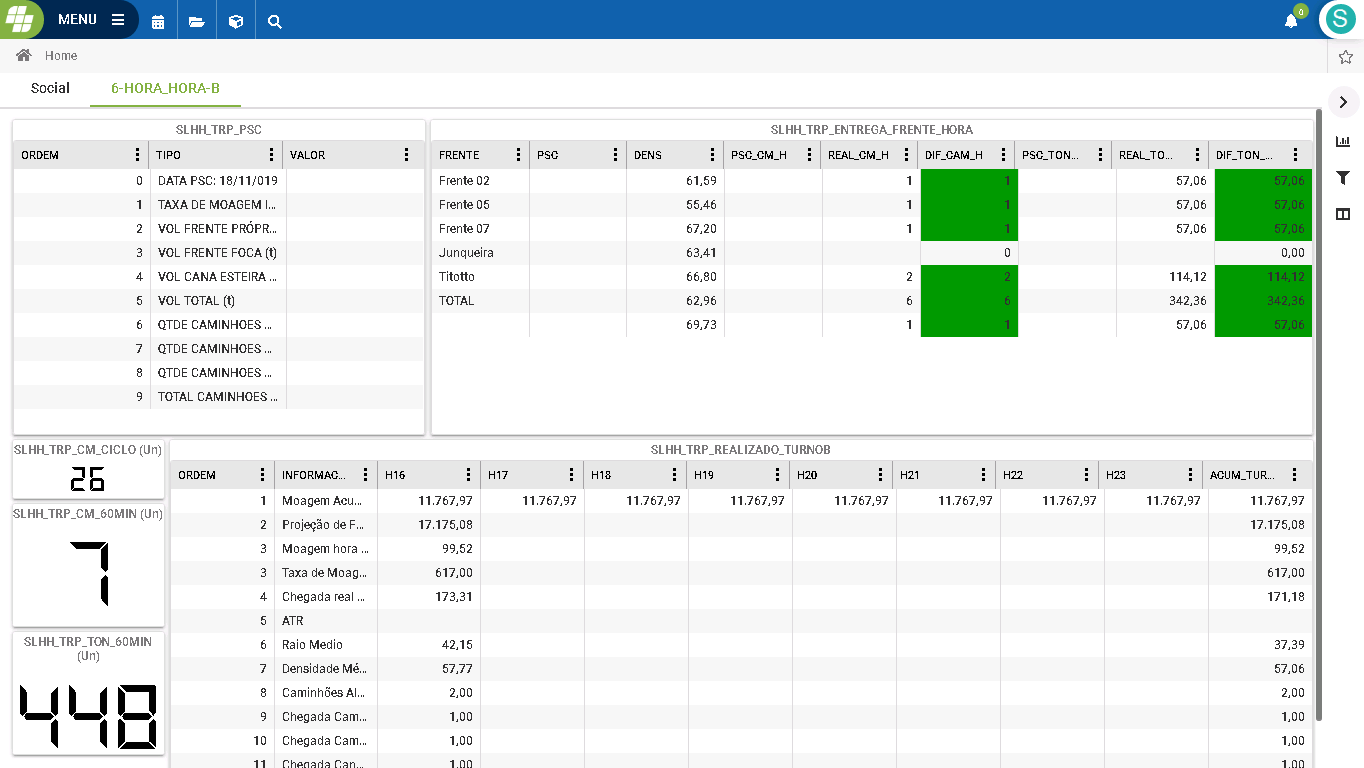 MENU
0
S
Home
Social 6-HORA_HORA-B
SLHH_TRP_PSC
ORDEM TIPO VALOR
0 DATA PSC: 18/11/019
1 TAXA DE MOAGEM I...
2 VOL FRENTE PRÓPR...
3 VOL FRENTE FOCA (t)
4 VOL CANA ESTEIRA ...
5 VOL TOTAL (t)
6 QTDE CAMINHOES ...
7 QTDE CAMINHOES ...
8 QTDE CAMINHOES ...
9 TOTAL CAMINHOES ...
SLHH_TRP_ENTREGA_FRENTE_HORA
FRENTE PSC DENS PSC_CM_H REAL_CM_H DIF_CAM_H PSC_TON... REAL_TO... DIF_TON_...
Frente 02 61,59 1 1 57,06 57,06
Frente 05 55,46 1 1 57,06 57,06
Frente 07 67,20 1 1 57,06 57,06
Junqueira 63,41 0 0,00
Titotto 66,80 2 2 114,12 114,12
TOTAL 62,96 6 6 342,36 342,36
69,73 1 1 57,06 57,06
SLHH_TRP_CM_CICLO (Un)
26
SLHH_TRP_CM_60MIN (Un)
7
SLHH_TRP_TON_60MIN
(Un)
448
SLHH_TRP_REALIZADO_TURNOB
ORDEM INFORMAC... H16 H17 H18 H19 H20 H21 H22 H23 ACUM_TUR...
1 Moagem Acu... 11.767,97 11.767,97 11.767,97 11.767,97 11.767,97 11.767,97 11.767,97 11.767,97 11.767,97
2 Projeção de F... 17.175,08 17.175,08
3 Moagem hora ... 99,52 99,52
3 Taxa de Moag... 617,00 617,00
4 Chegada real ... 173,31 171,18
5 ATR
6 Raio Medio 42,15 37,39
7 Densidade Mé... 57,77 57,06
8 Caminhões Al... 2,00 2,00
9 Chegada Cam... 1,00 1,00
10 Chegada Cam... 1,00 1,00
11 Chegada Can... 1,00 1,00